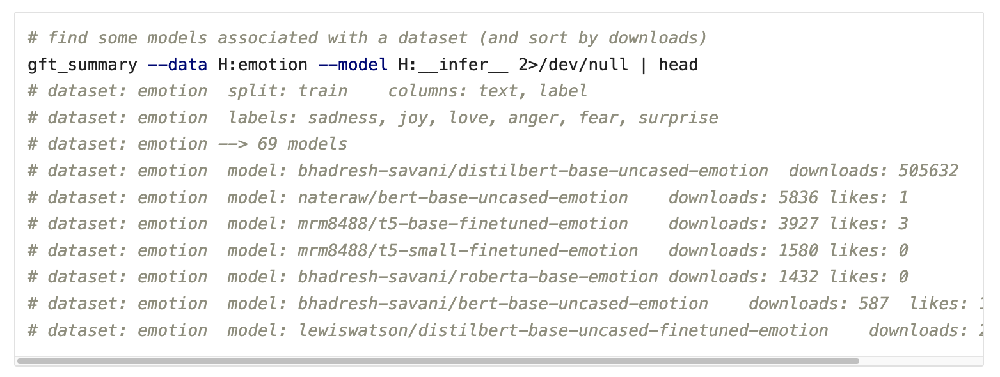 # find some models associated with a dataset (and sort by downloads)
gft_summary --data H:emotion --model H:__infer__ 2>/dev/null | head
# dataset: emotion  split: train    columns: text, label
# dataset: emotion  labels: sadness, joy, love, anger, fear, surprise
# dataset: emotion --> 69 models
# dataset: emotion  model: bhadresh-savani/distilbert-base-uncased-emotion  downloads: 505632
# dataset: emotion  model: nateraw/bert-base-uncased-emotion    downloads: 5836 likes: 1
# dataset: emotion  model: mrm8488/t5-base-finetuned-emotion    downloads: 3927 likes: 3
# dataset: emotion  model: mrm8488/t5-small-finetuned-emotion   downloads: 1580 likes: 0
# dataset: emotion  model: bhadresh-savani/roberta-base-emotion downloads: 1432 likes: 0
# dataset: emotion  model: bhadresh-savani/bert-base-uncased-emotion    downloads: 587  likes:
# dataset: emotion  model: lewiswatson/distilbert-base-uncased-finetuned-emotion    downloads: